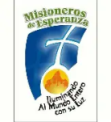 Misioneros
de Esperanza
Iluminando
Al Mundo Entero
con su Luz